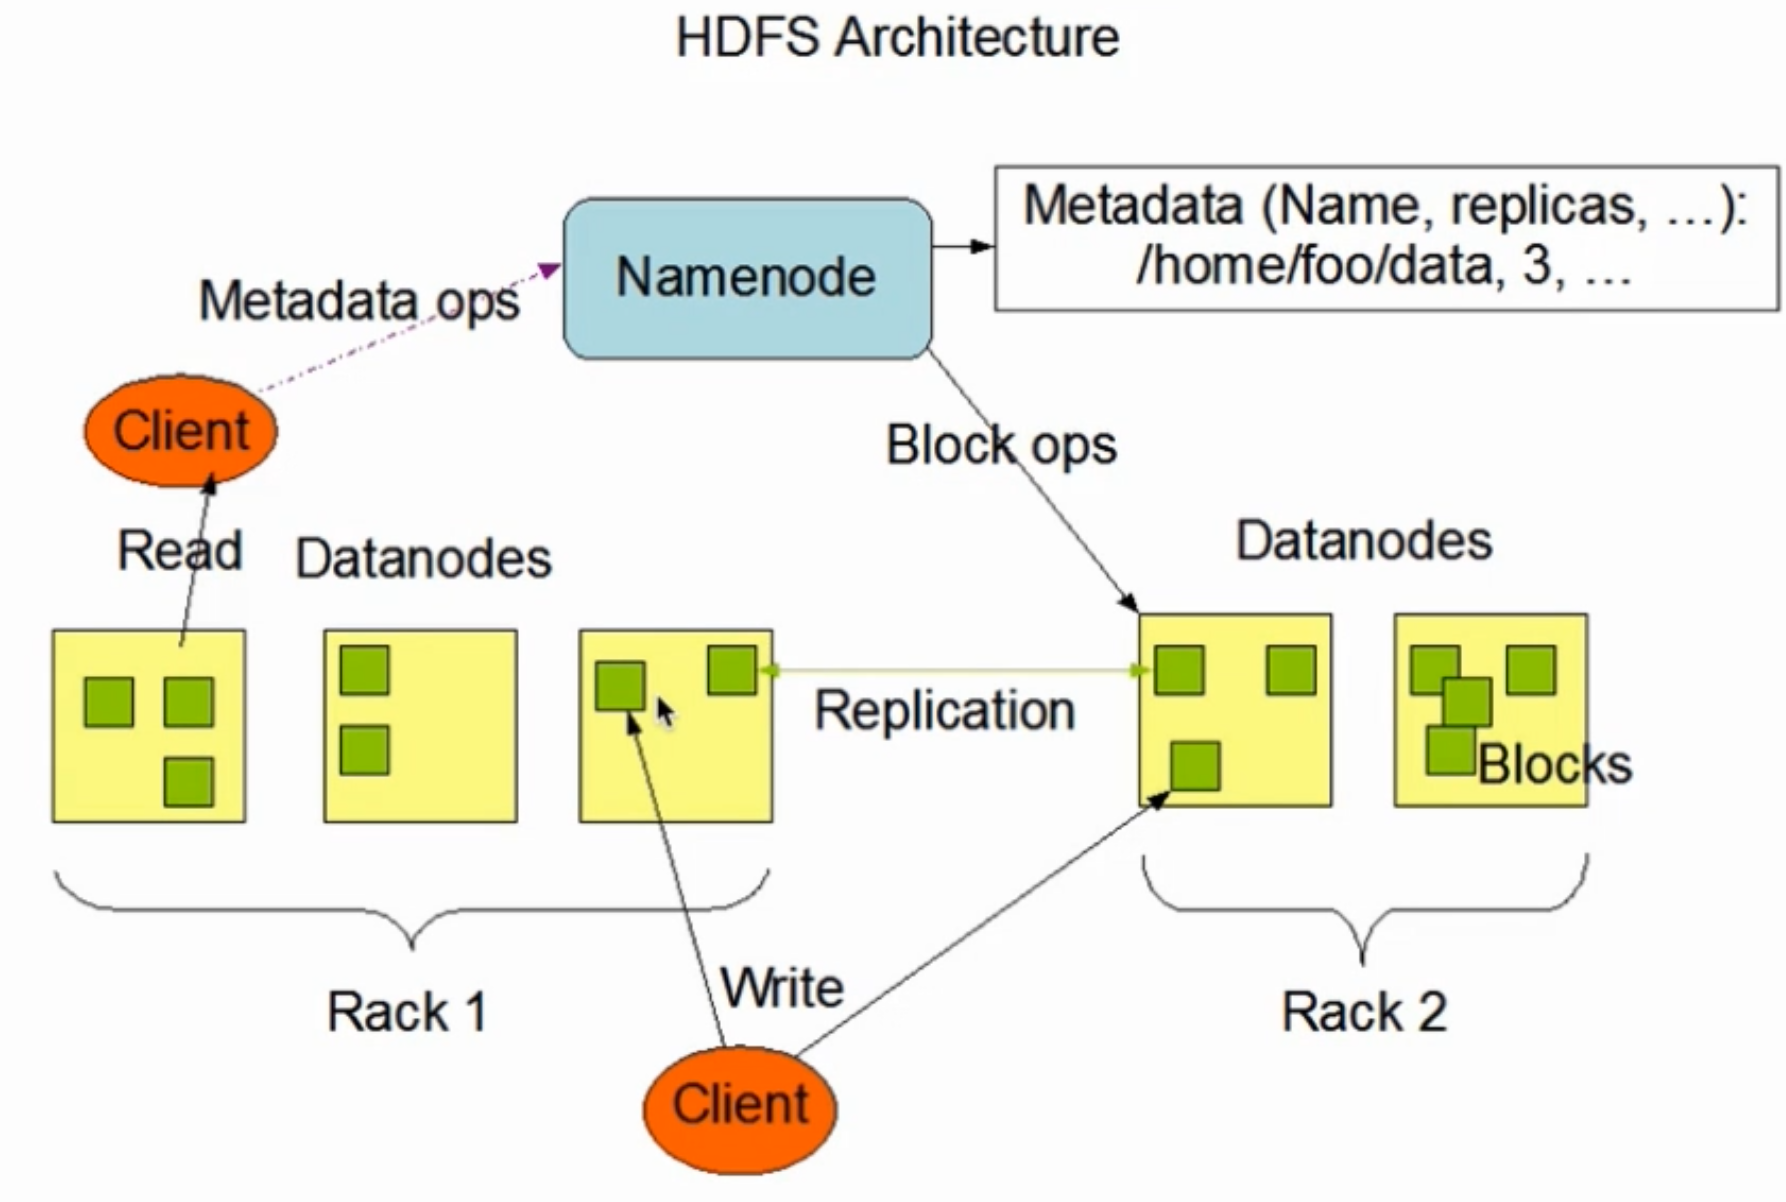 HDFS Architecture
Metadata (Name, replicas, …):
/home/foo/data, 3, …
Namenode
Metadata ops
Client
Block ops
Read
Datanodes
Datanodes
Replication
Blocks
Rack 1
Write
Rack 2
Client